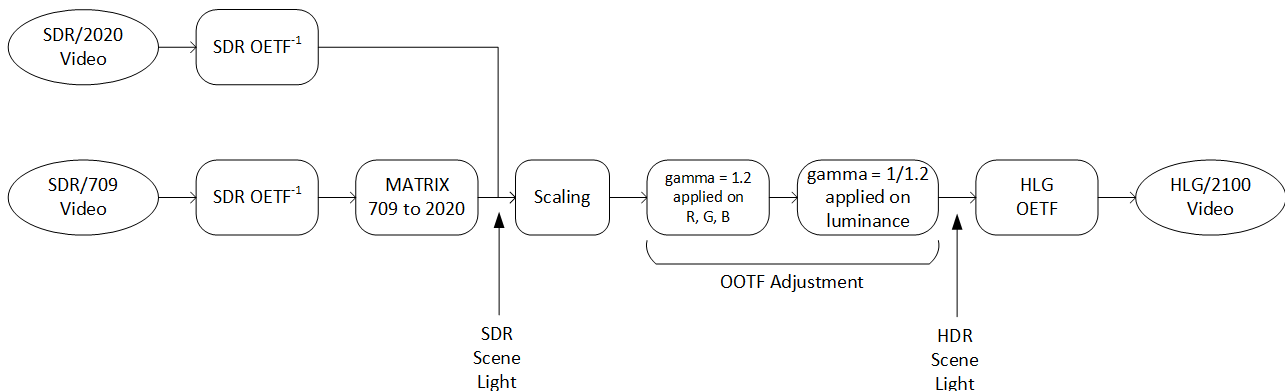 SDR/2020
Video
SDR OETF⁻¹
SDR/709
Video
SDR OETF⁻¹
MATRIX
709 to 2020
Scaling
gamma = 1.2
applied on
R, G, B
gamma = 1/1.2
applied on
luminance
HLG
OETF
HLG/2100
Video
OOTF Adjustment
SDR
Scene
Light
HDR
Scene
Light